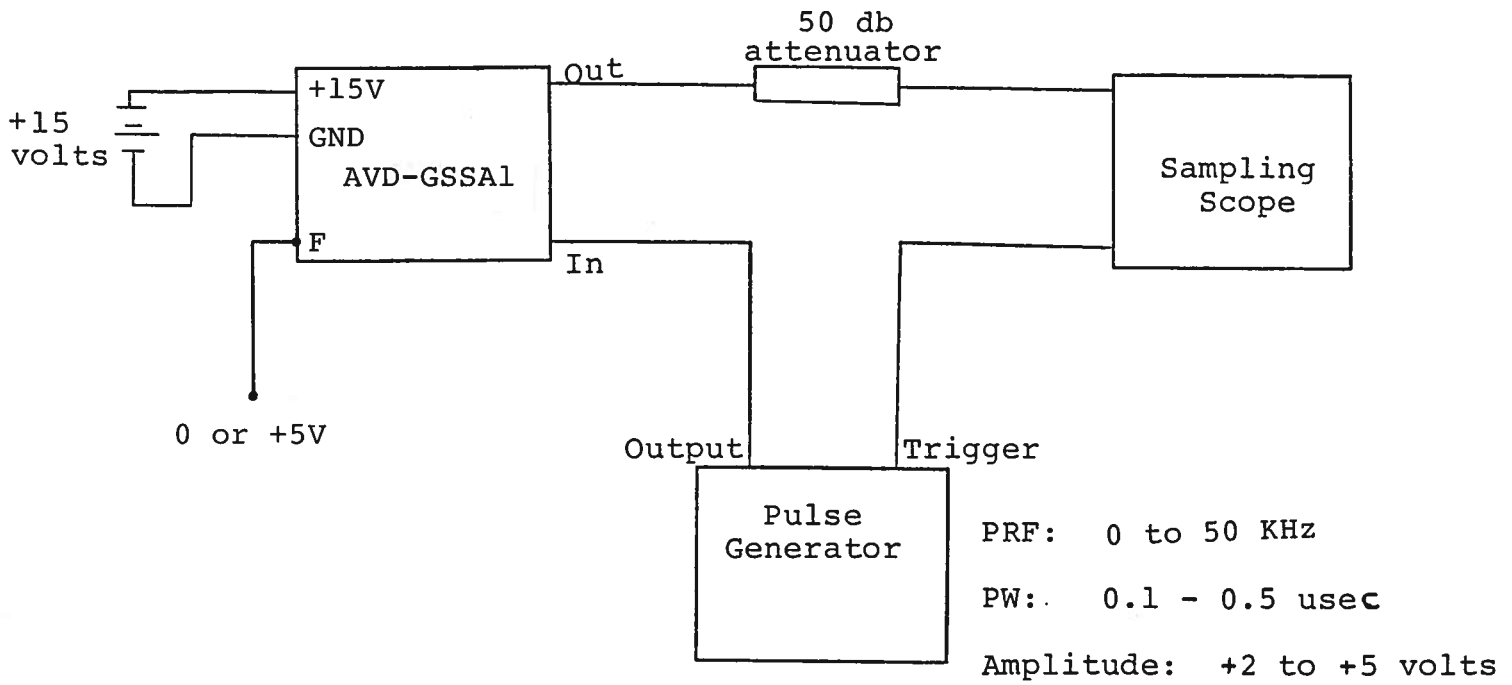 50 db
attenuator
Out
+15V
+15
volts
GND
AVD-GSSA1
Sampling
Scope
F
In
0 or +5V
Output
Trigger
Pulse
Generator
PRF: 0 to 50 KHz
PW: 0.1 - 0.5 usec
Amplitude: +2 to +5 volts